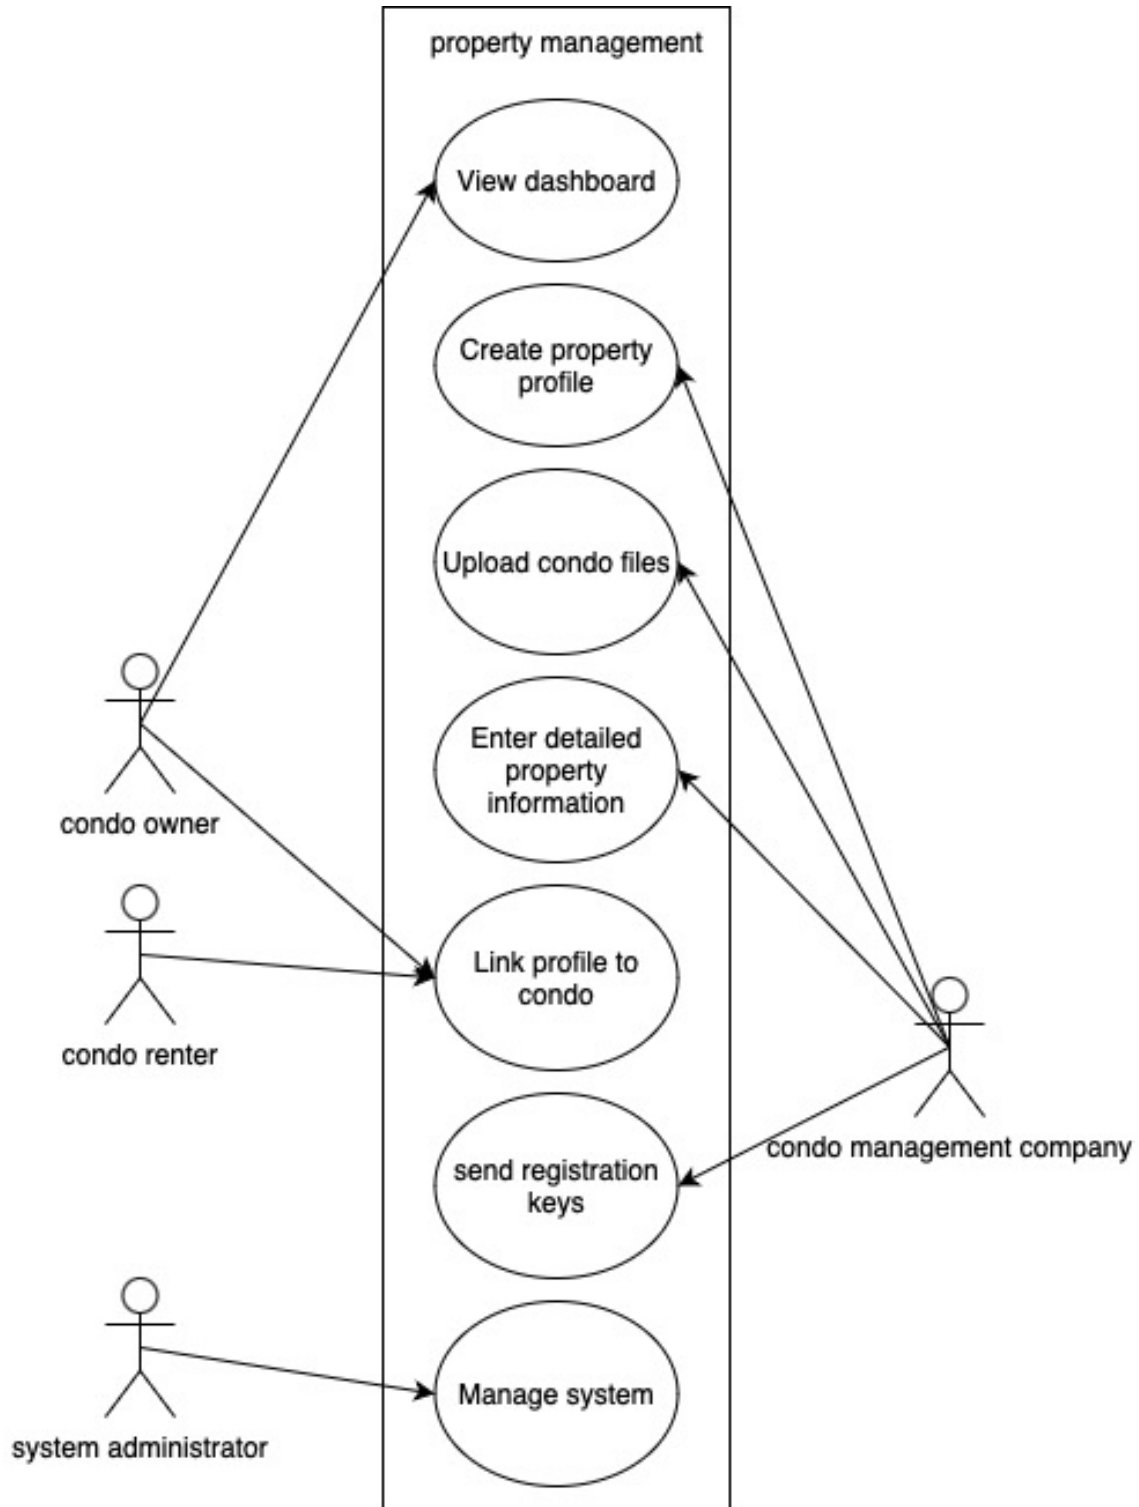 property management
View dashboard
Create property
profile
Upload condo files
Enter detailed
property
information
condo owner
Link profile to
condo
condo renter
send registration
keys
condo management company
Manage system
system administrator